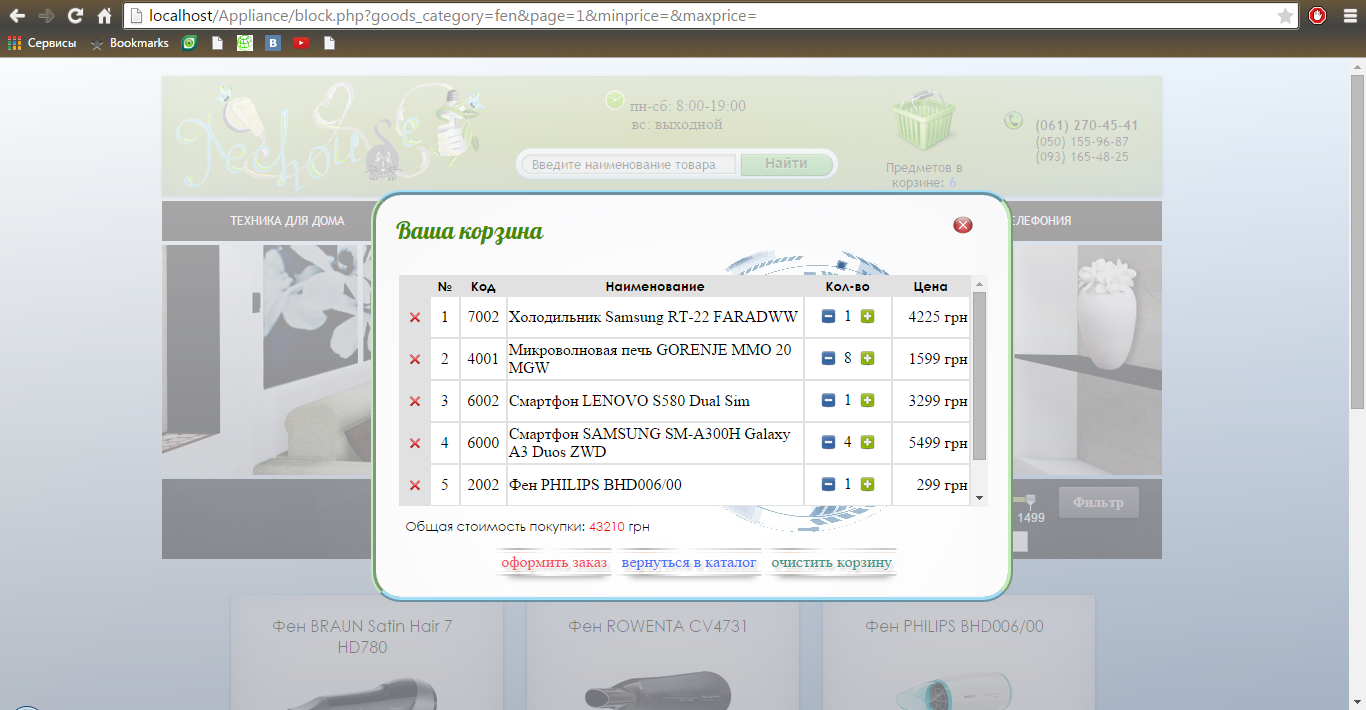 localhost/Appliance/block.php?goods_category=fen&page=1&minprice=&maxprice=
Сервисы Bookmarks
Techouse
пн-сб: 8:00-19:00
вс: выходной
Введите наименование товара Найти
Предметов в
корзине: 6
(061) 270-45-41
(050) 155-96-87
(093) 165-48-25
ТЕХНИКА ДЛЯ ДОМА ЕЛЕФОНИЯ
Ваша корзина
№ Код Наименование Кол-во Цена
1 7002 Холодильник Samsung RT-22 FARADWW 1 4225 грн
2 4001 Микроволновая печь GORENJE MMO 20
MGW 8 1599 грн
3 6002 Смартфон LENOVO S580 Dual Sim 1 3299 грн
4 6000 Смартфон SAMSUNG SM-A300H Galaxy
A3 Duos ZWD 4 5499 грн
5 2002 Фен PHILIPS BHD006/00 1 299 грн
Общая стоимость покупки: 43210 грн
1499 Фильтр
оформить заказ вернуться в каталог очистить корзину
Фен BRAUN Satin Hair 7
HD780
Фен ROWENTA CV4731
Фен PHILIPS BHD006/00